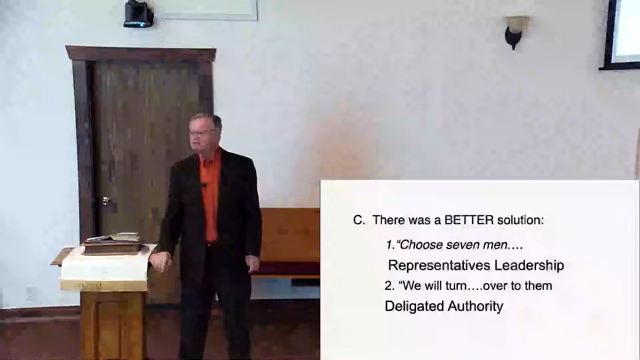 C. There was a BETTER solution:
1.“Choose seven men….
Representatives Leadership
2. “We will turn….over to them
Deligated Authority